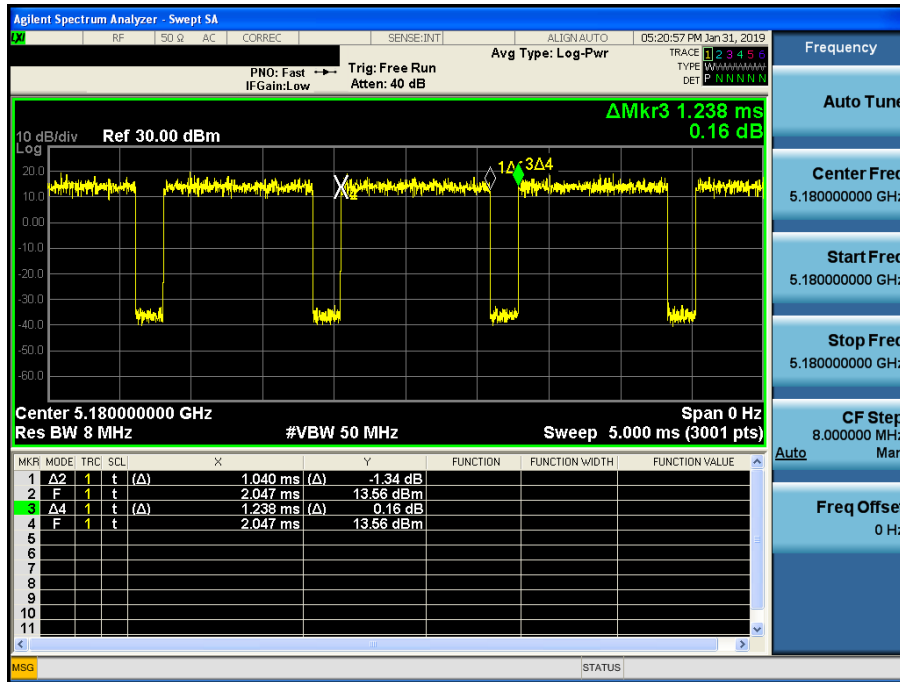 Agilent Spectrum Analyzer - Swept SA
LXI RF 50 Ω AC CORREC SENSE:INT ALIGN AUTO 05:20:57 PM Jan 31, 2019
PNO: Fast Trig: Free Run Avg Type: Log-Pwr TRACE 1 2 3 4 5 6
IFGain:Low Atten: 40 dB TYPE W
DET P N N N N N
ΔMkr3 1.238 ms
0.16 dB
10 dB/div Ref 30.00 dBm
Log
20.0
10.0
0.00
-10.0
-20.0
-30.0
-40.0
-50.0
-60.0
X 1Δ 3Δ4
Center 5.180000000 GHz Span 0 Hz
Res BW 8 MHz #VBW 50 MHz Sweep 5.000 ms (3001 pts)
MKR MODE TRC SCL X Y FUNCTION FUNCTION WIDTH FUNCTION VALUE
1 Δ2 1 t (Δ) 1.040 ms (Δ) -1.34 dB
2 F 1 t 2.047 ms 13.56 dBm
3 Δ4 1 t (Δ) 1.238 ms (Δ) 0.16 dB
4 F 1 t 2.047 ms 13.56 dBm
5
6
7
8
9
10
11
MSG STATUS
Frequency
Auto Tune
Center Freq
5.180000000 GHz
Start Freq
5.180000000 GHz
Stop Freq
5.180000000 GHz
CF Step
8.000000 MHz
Auto Man
Freq Offset
0 Hz